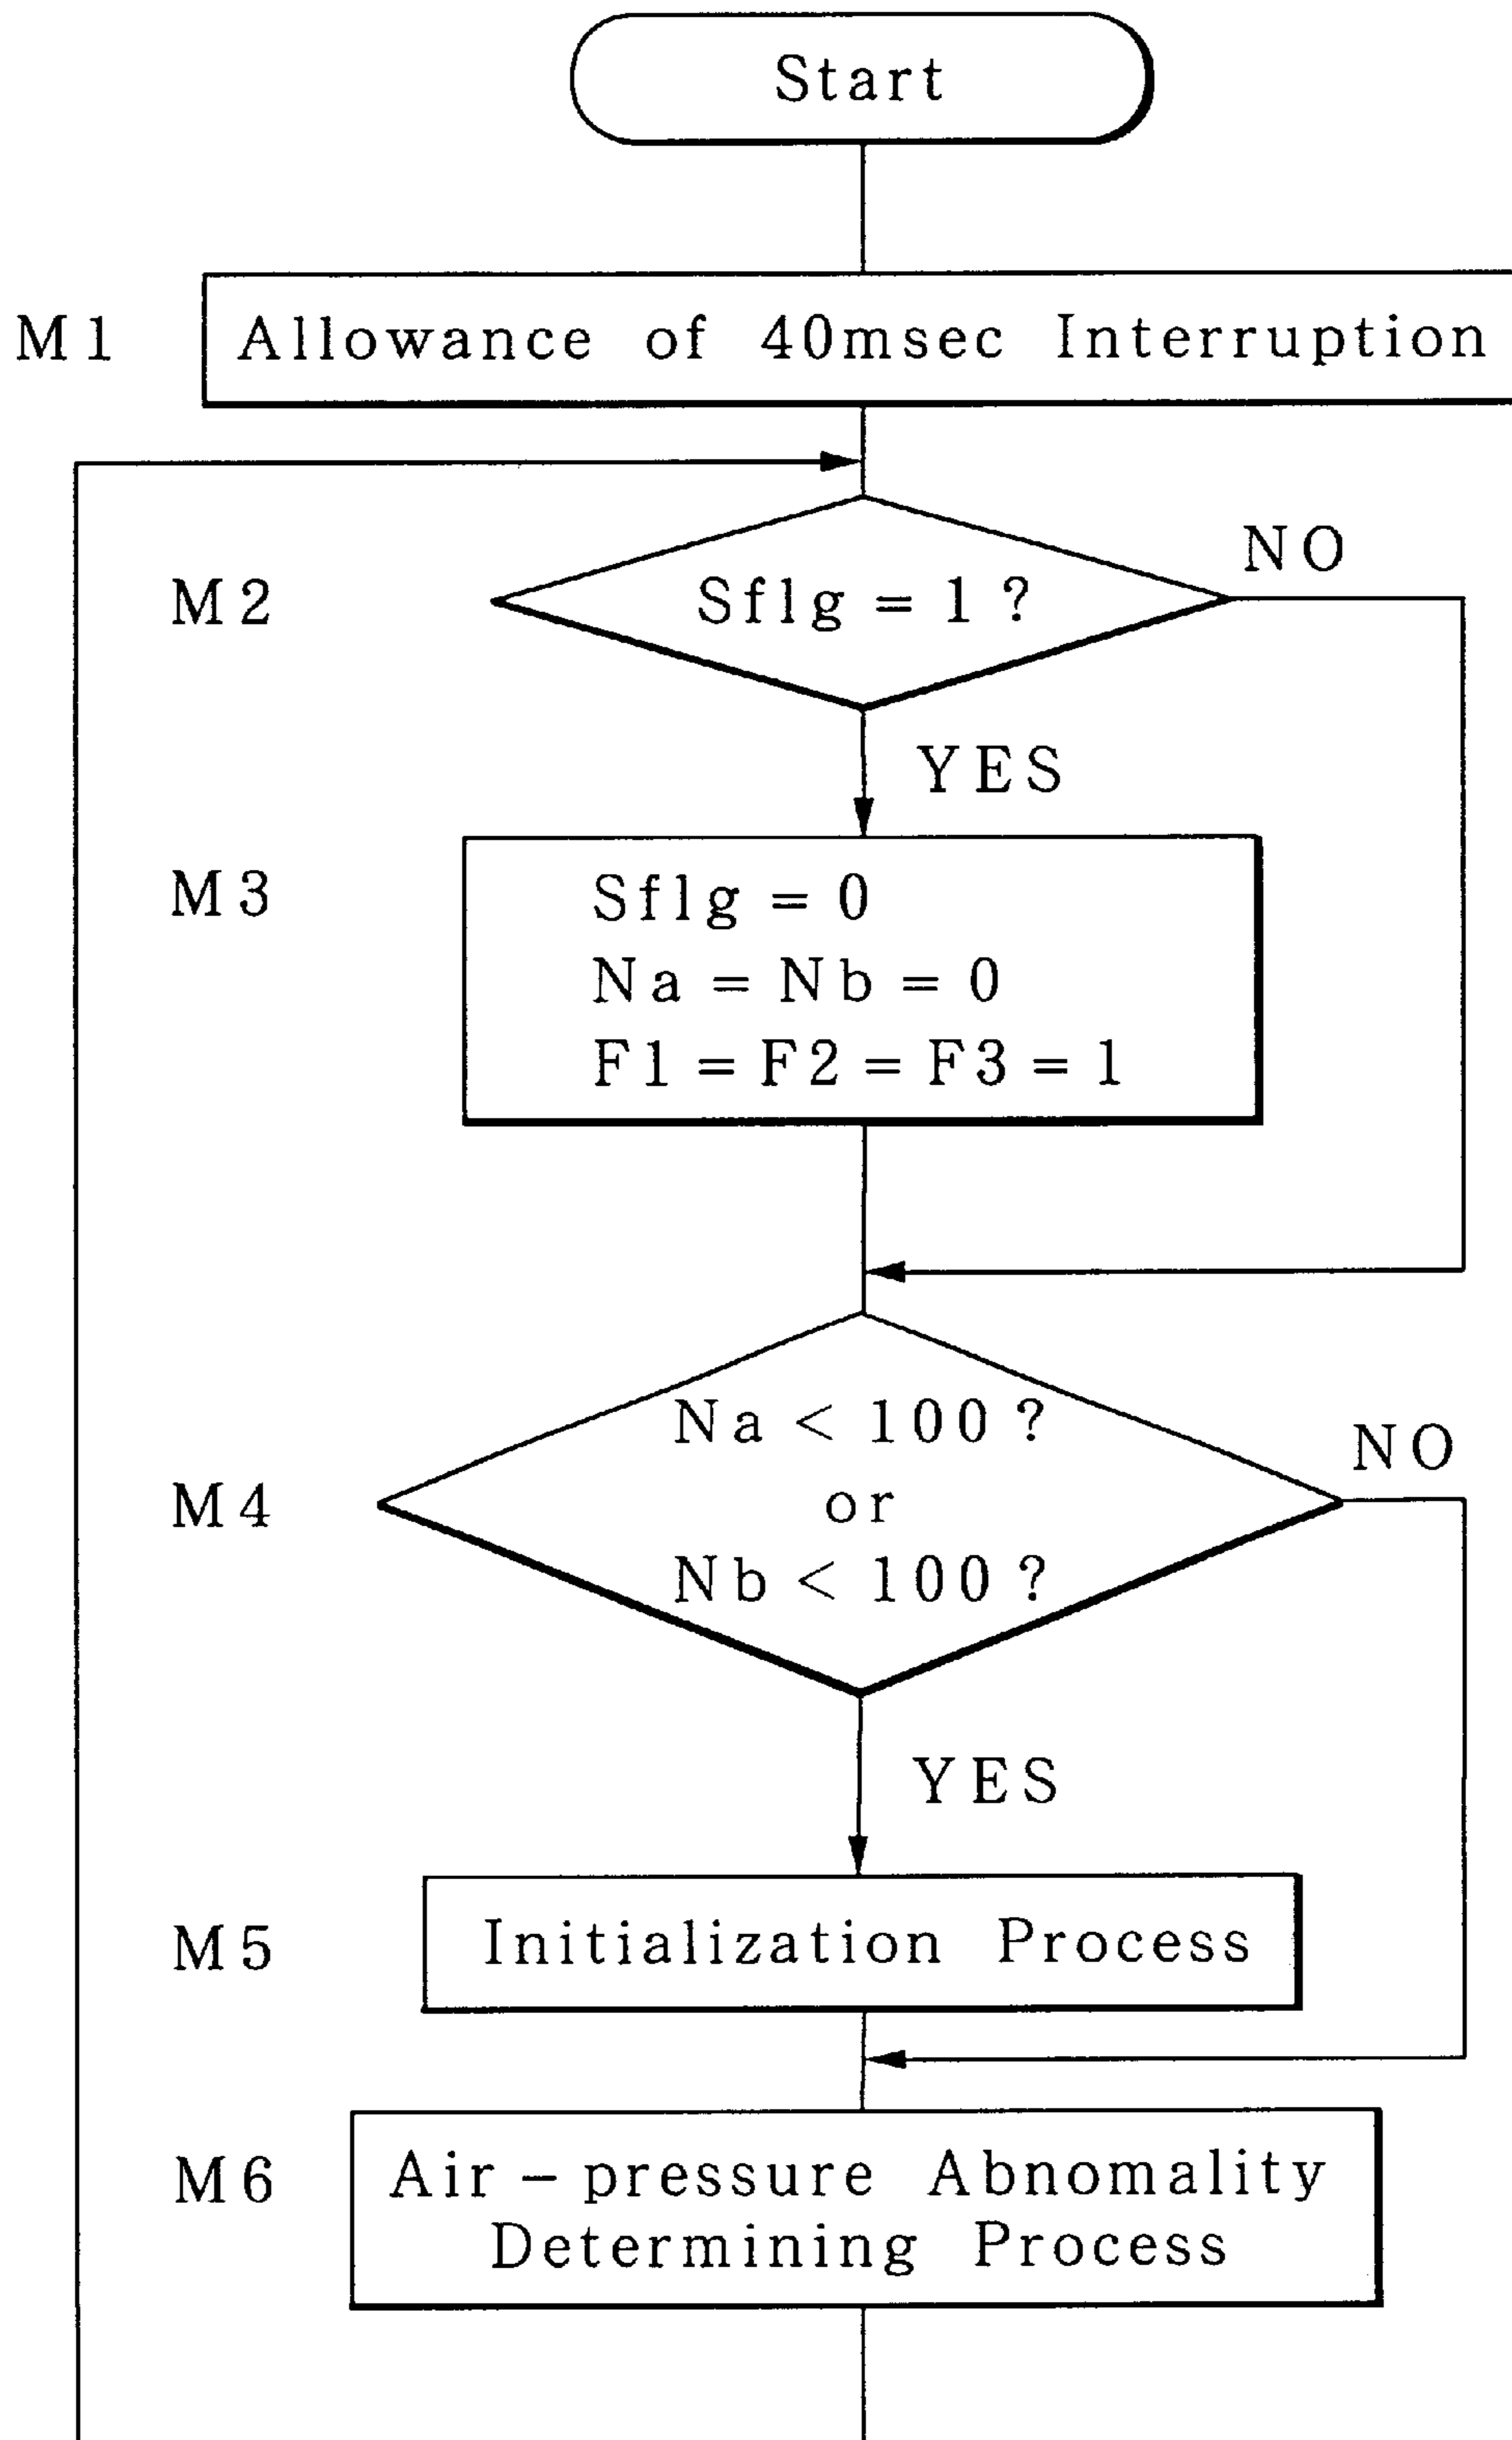 Start
M1 Allowance of 40msec Interruption
NO
M2 Sflg = 1 ?
YES
M3 Sflg = 0
Na = Nb = 0
F1 = F2 = F3 = 1
Na < 100 ?
NO
M4 or
Nb < 100 ?
YES
M5 Initialization Process
M6 Air - pressure Abnomality
Determining Process